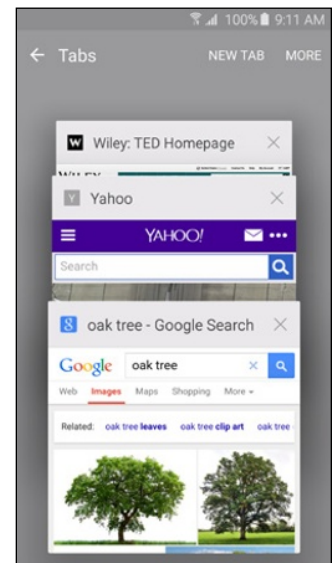 100% 9:11 AM
Tabs NEW TAB MORE
W Wiley: TED Homepage
WILEY
Y Yahoo
YAHOO!
Search
8 oak tree - Google Search
Google oak tree
Web Images Maps Shopping More
Related: oak tree leaves oak tree clip art oak tree